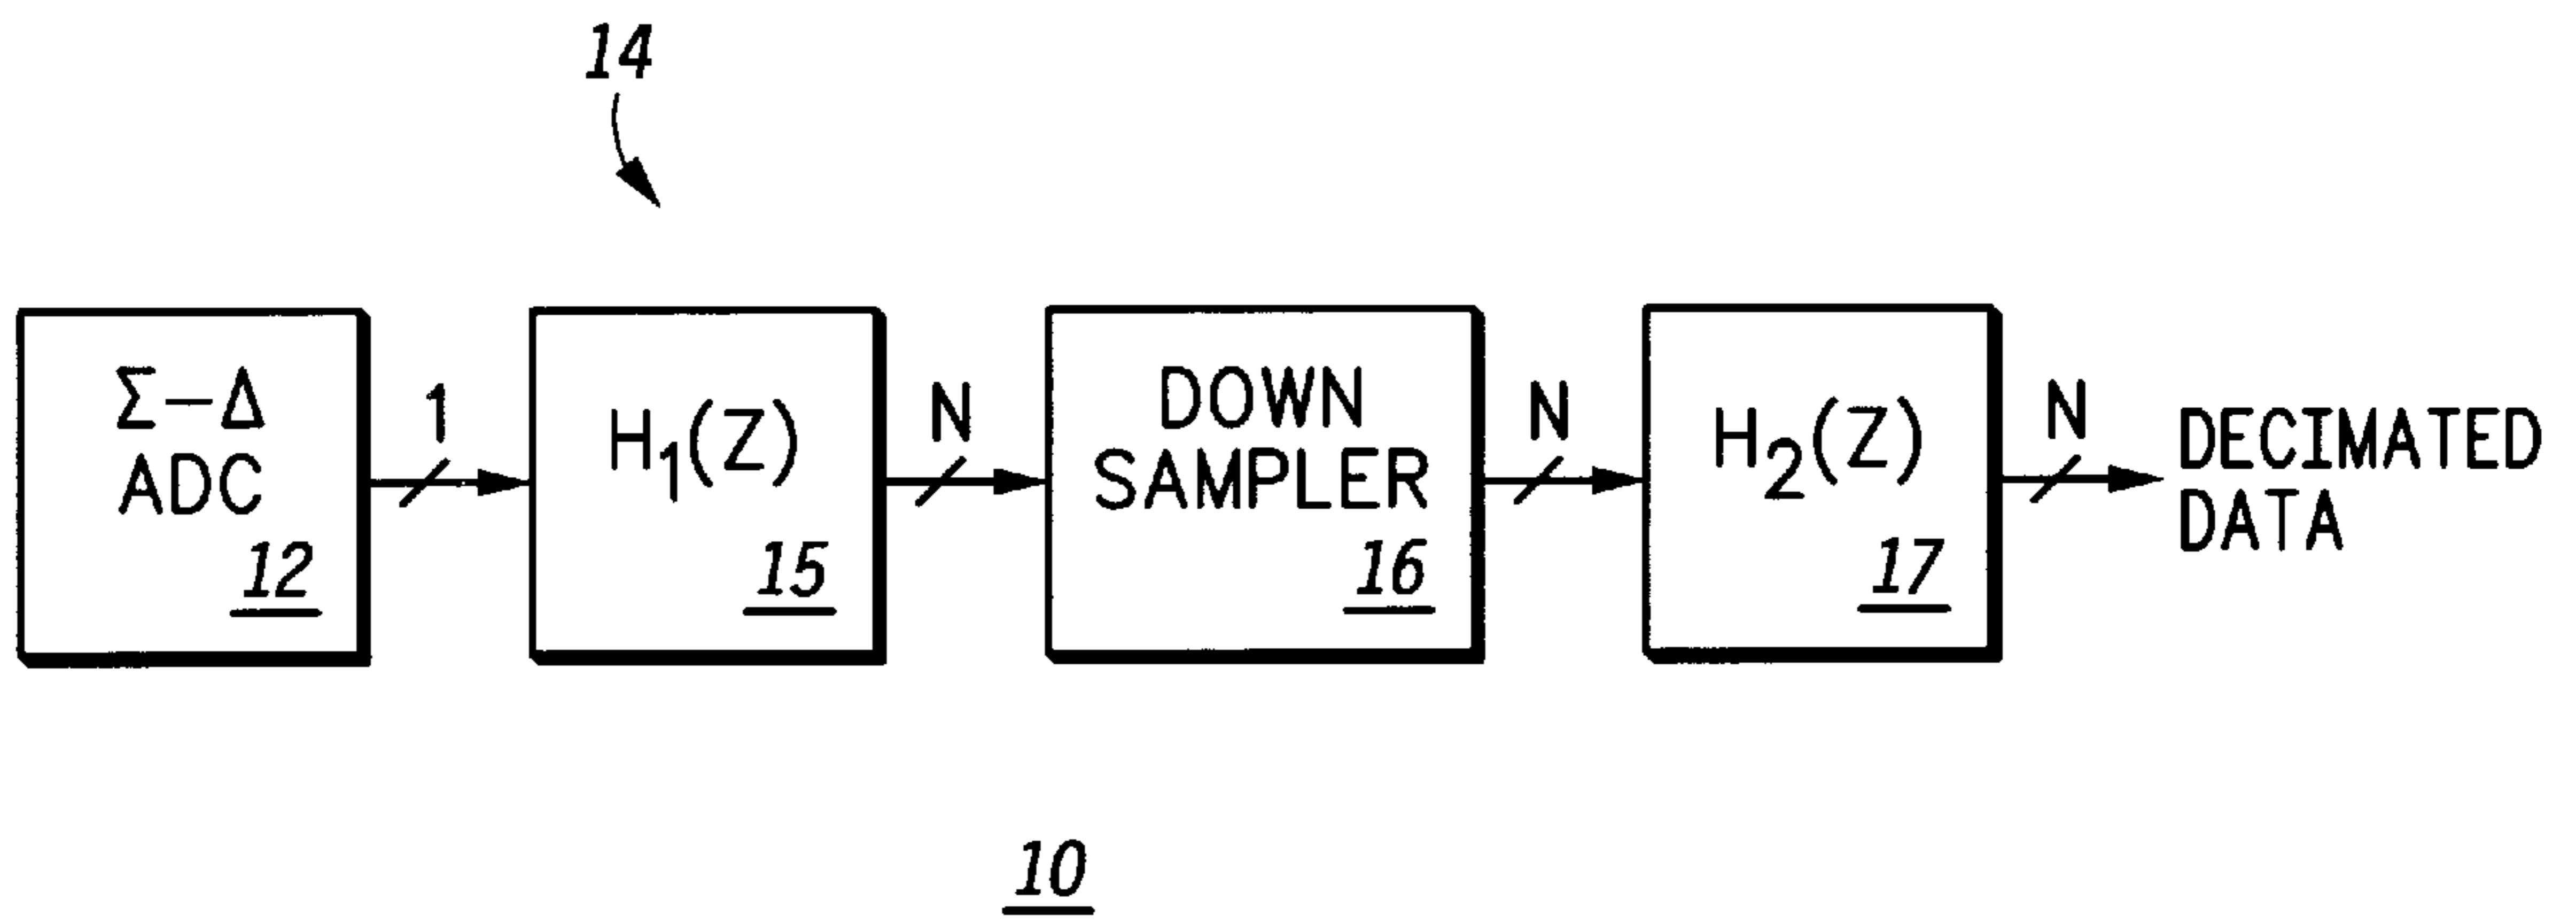 14
Σ–Δ
ADC
12
1
H1(Z)
15
N
DOWN
SAMPLER
16
N
H2(Z)
17
N
DECIMATED
DATA
10